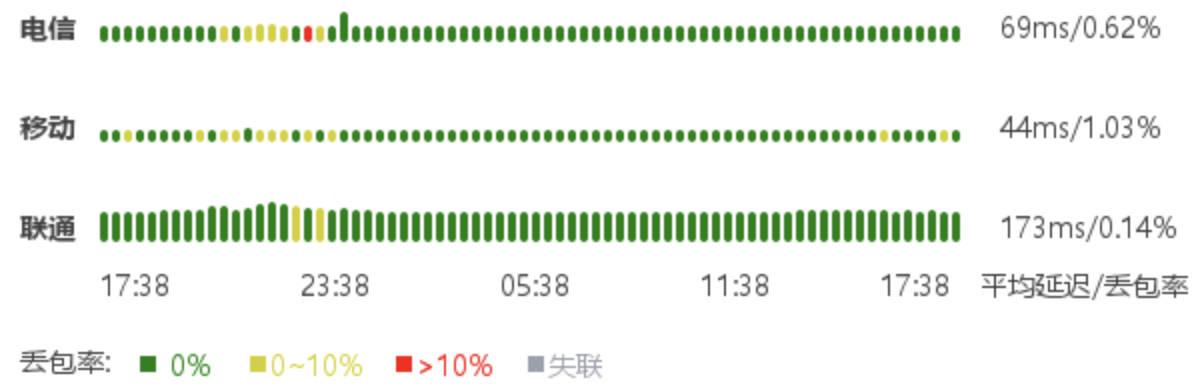 电信 69ms/0.62%
移动 44ms/1.03%
联通 173ms/0.14%
17:38 23:38 05:38 11:38 17:38 平均延迟/丢包率
丢包率: 0% 0~10% >10% 失联